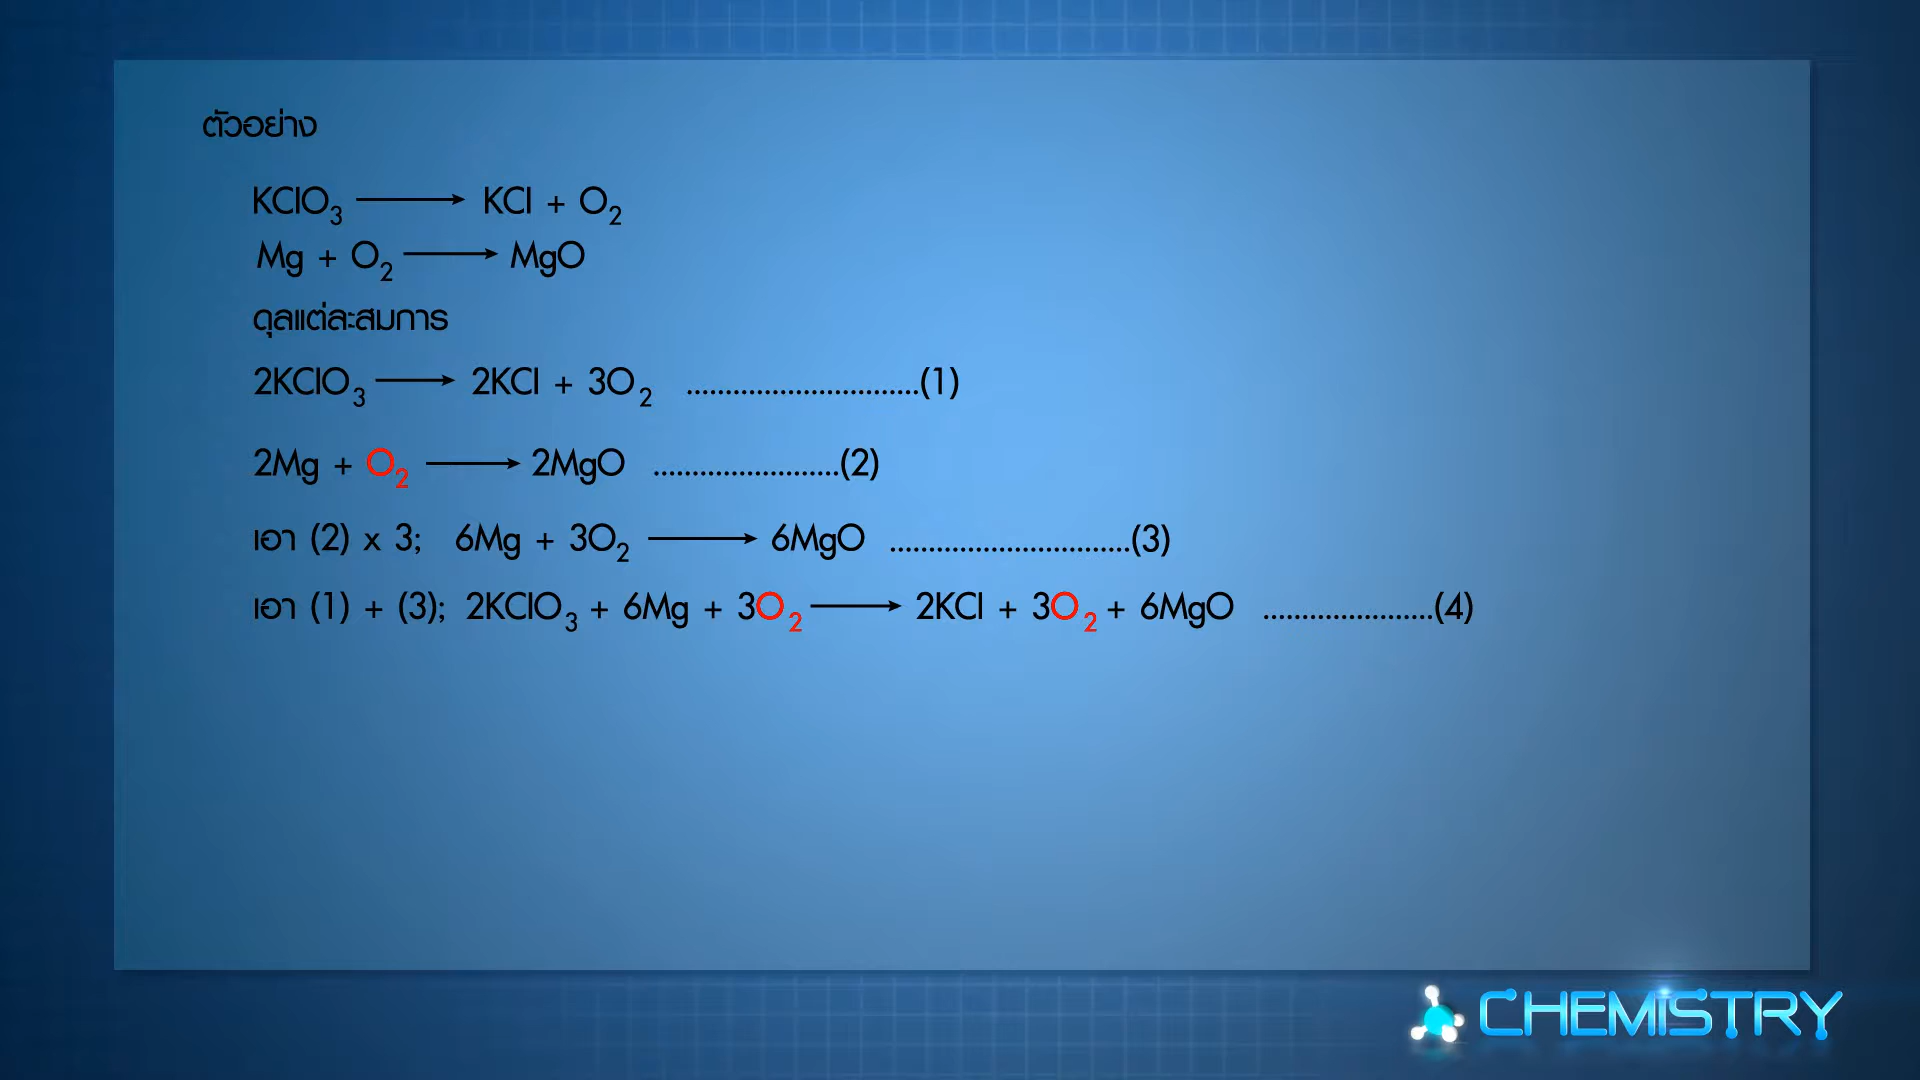 ตัวอย่าง
KClO₃ ⟶ KCl + O₂
Mg + O₂ ⟶ MgO
ดุลแต่ละสมการ
2KClO₃ ⟶ 2KCl + 3O₂ ..............................(1)
2Mg + O₂ ⟶ 2MgO ........................(2)
เอา (2) x 3; 6Mg + 3O₂ ⟶ 6MgO ...............................(3)
เอา (1) + (3); 2KClO₃ + 6Mg + 3O₂ ⟶ 2KCl + 3O₂ + 6MgO ......................(4)
CHEMISTRY